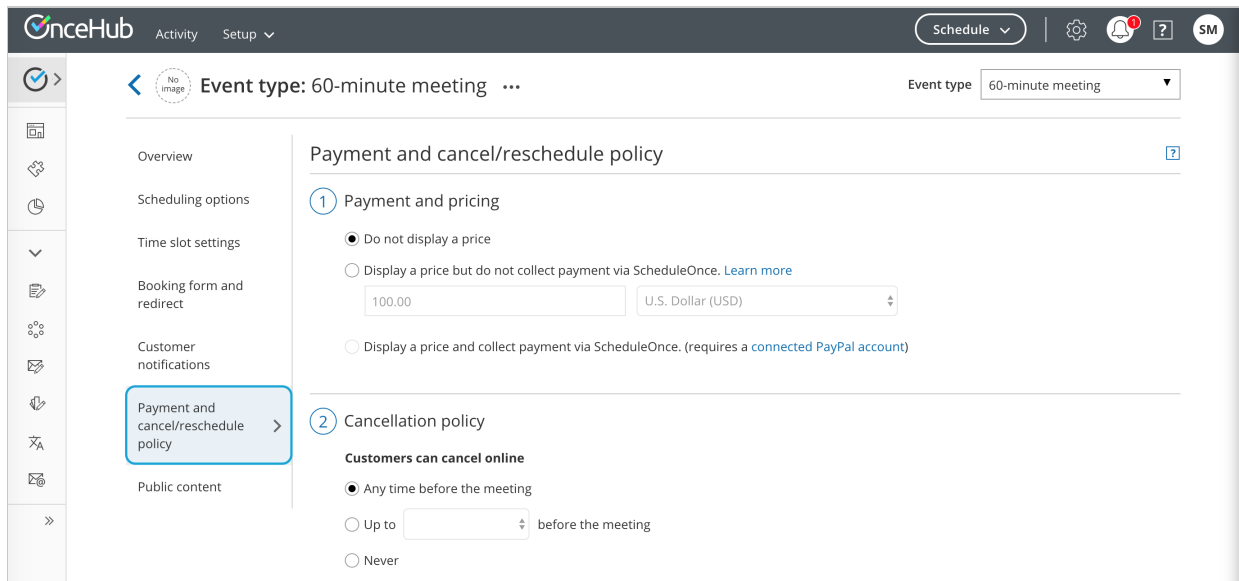 OnceHub Activity Setup Schedule 1 ? SM
No image
Event type: 60-minute meeting ...
Event type 60-minute meeting
Overview
Scheduling options
Time slot settings
Booking form and
redirect
Customer
notifications
Payment and
cancel/reschedule
policy
Public content
Payment and cancel/reschedule policy ?
1 Payment and pricing
Do not display a price
Display a price but do not collect payment via ScheduleOnce. Learn more
100.00 U.S. Dollar (USD)
Display a price and collect payment via ScheduleOnce. (requires a connected PayPal account)
2 Cancellation policy
Customers can cancel online
Any time before the meeting
Up to before the meeting
Never